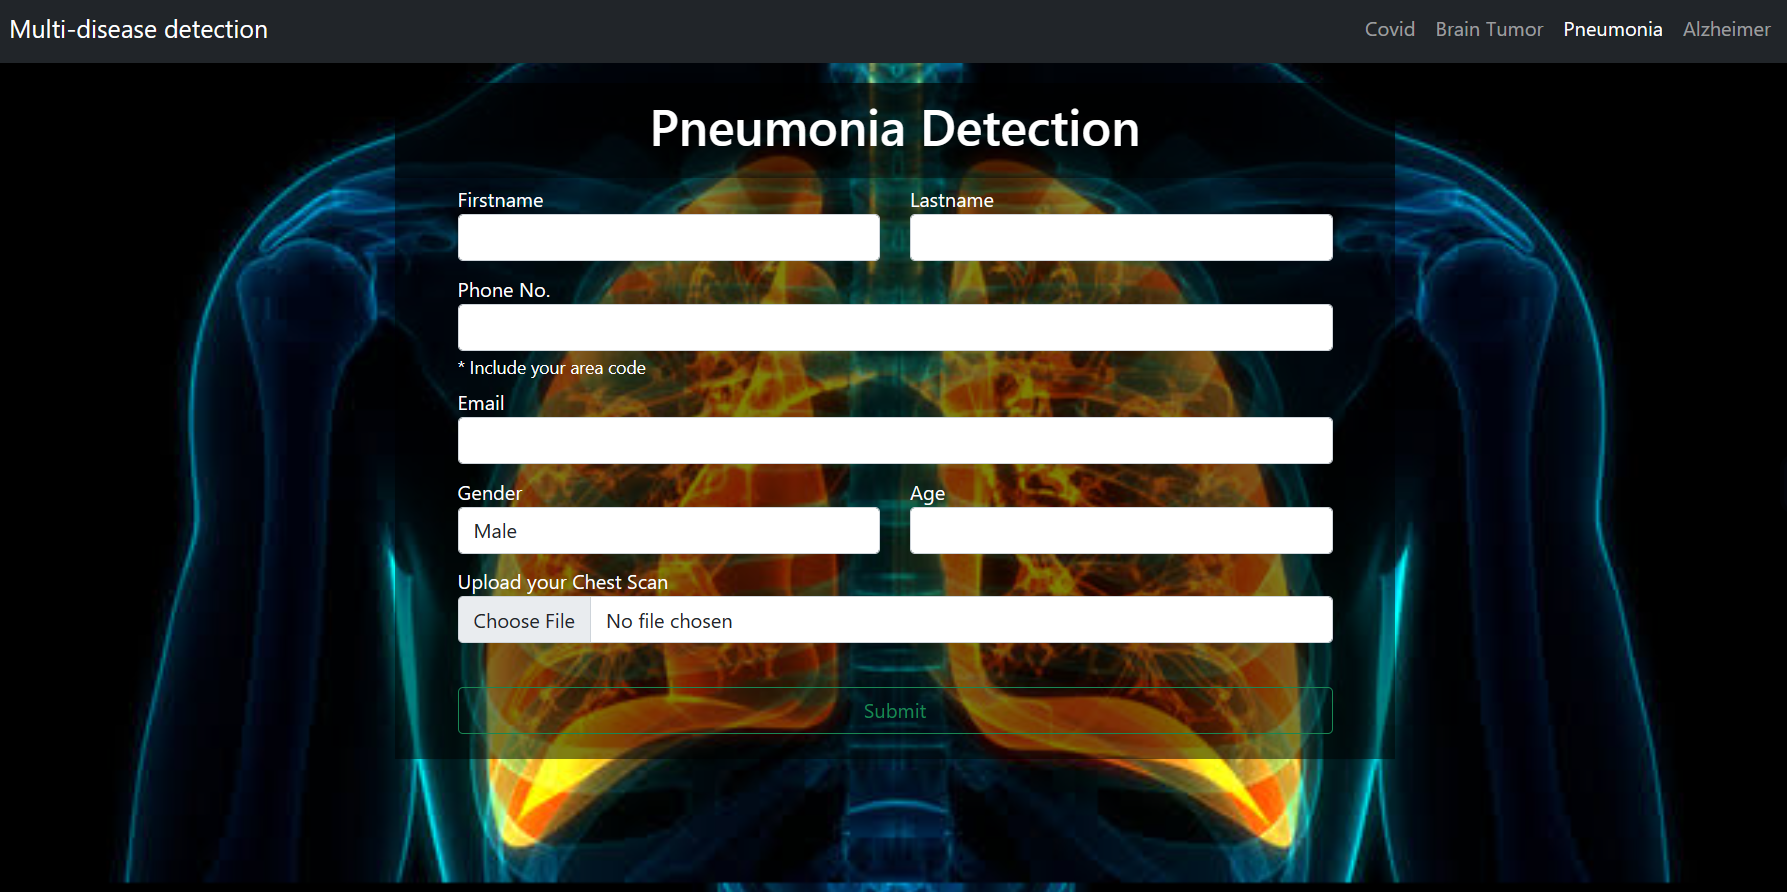 Multi-disease detection Covid Brain Tumor Pneumonia Alzheimer
Pneumonia Detection
Firstname Lastname
Phone No.
* Include your area code
Email
Gender Age
Male
Upload your Chest Scan
Choose File No file chosen
Submit